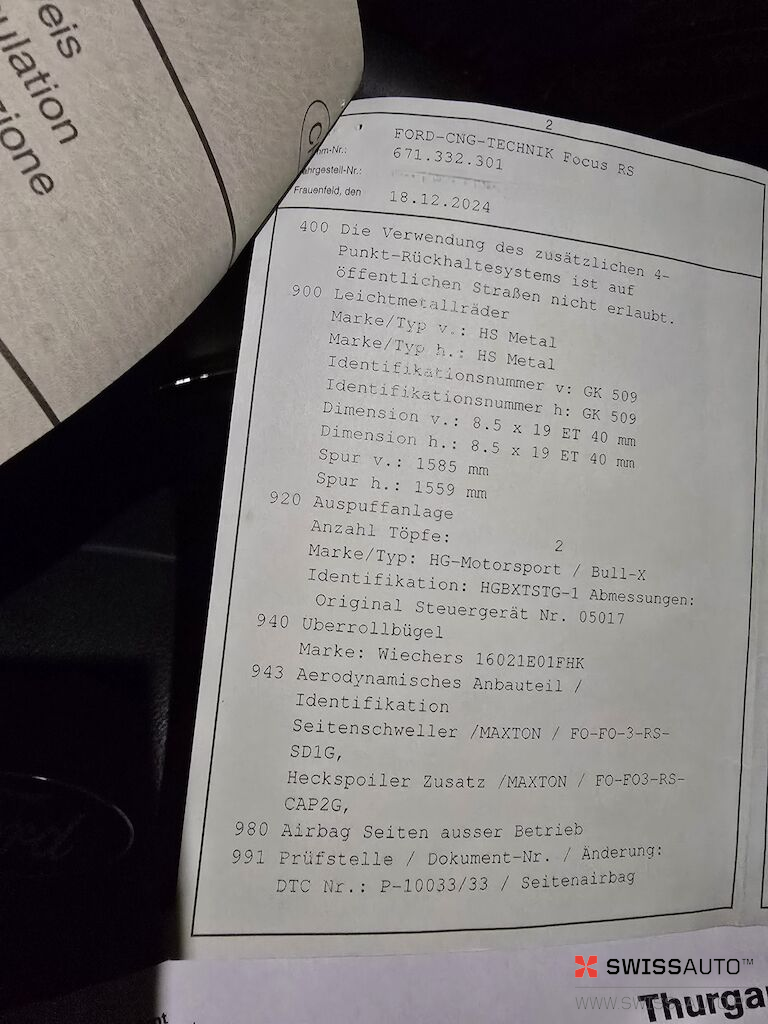 eis
ulation
zione
2
FORD-CNG-TECHNIK Focus RS
mm-Nr.: 671.332.301
ahrgestell-Nr.:
Frauenfeld, den 18.12.2024
400 Die Verwendung des zusätzlichen 4-
Punkt-Rückhaltesystems ist auf
öffentlichen Straßen nicht erlaubt.
900 Leichtmetallräder
Marke/Typ v.: HS Metal
Marke/Typ h.: HS Metal
Identifikationsnummer v: GK 509
Identifikationsnummer h: GK 509
Dimension v.: 8.5 x 19 ET 40 mm
Dimension h.: 8.5 x 19 ET 40 mm
Spur v.: 1585 mm
Spur h.: 1559 mm
920 Auspuffanlage
Anzahl Töpfe: 2
Marke/Typ: HG-Motorsport / Bull-X
Identifikation: HGBXTSTG-1 Abmessungen:
Original Steuergerät Nr. 05017
940 Überrollbügel
Marke: Wiechers 16021E01FHK
943 Aerodynamisches Anbauteil /
Identifikation
Seitenschweller /MAXTON / FO-FO-3-RS-
SD1G,
Heckspoiler Zusatz /MAXTON / FO-FO3-RS-
CAP2G,
980 Airbag Seiten ausser Betrieb
991 Prüfstelle / Dokument-Nr. / Änderung:
DTC Nr.: P-10033/33 / Seitenairbag
SWISSAUTO™
Thurga